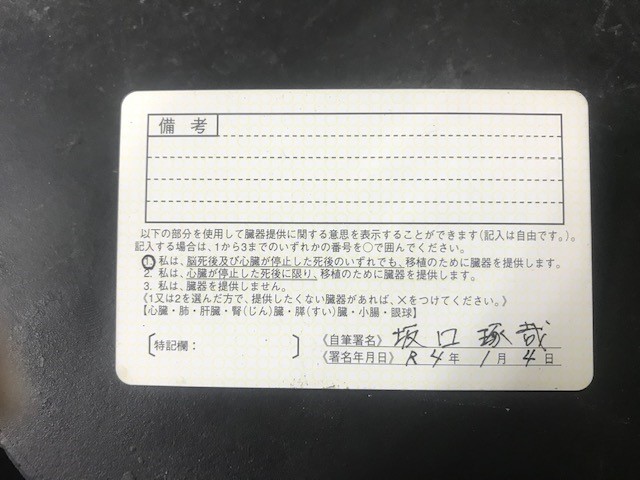 備考
以下の部分を使用して臓器提供に関する意思を表示することができます(記入は自由です。)。
記入する場合は、1から3までのいずれかの番号を○で囲んでください。
1. 私は、脳死後及び心臓が停止した死後のいずれでも、移植のために臓器を提供します。
2. 私は、心臓が停止した死後に限り、移植のために臓器を提供します。
3. 私は、臓器を提供しません。
《1又は2を選んだ方で、提供したくない臓器があれば、×をつけてください。》
【心臓・肺・肝臓・腎(じん)臓・膵(すい)臓・小腸・眼球】
[特記欄: ]
《自筆署名》 坂口琢哉
《署名年月日》 R4年 1月 4日